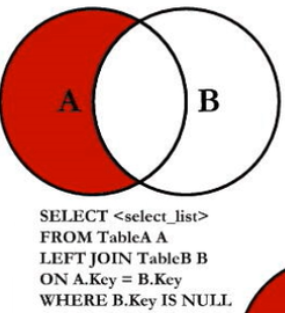 A B
SELECT <select_list>
FROM TableA A
LEFT JOIN TableB B
ON A.Key = B.Key
WHERE B.Key IS NULL